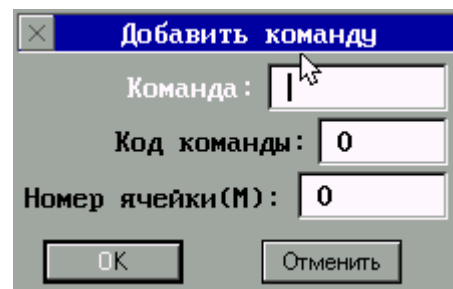 Добавить команду
Команда:
Код команды: 0
Номер ячейки(М): 0
OK Отменить